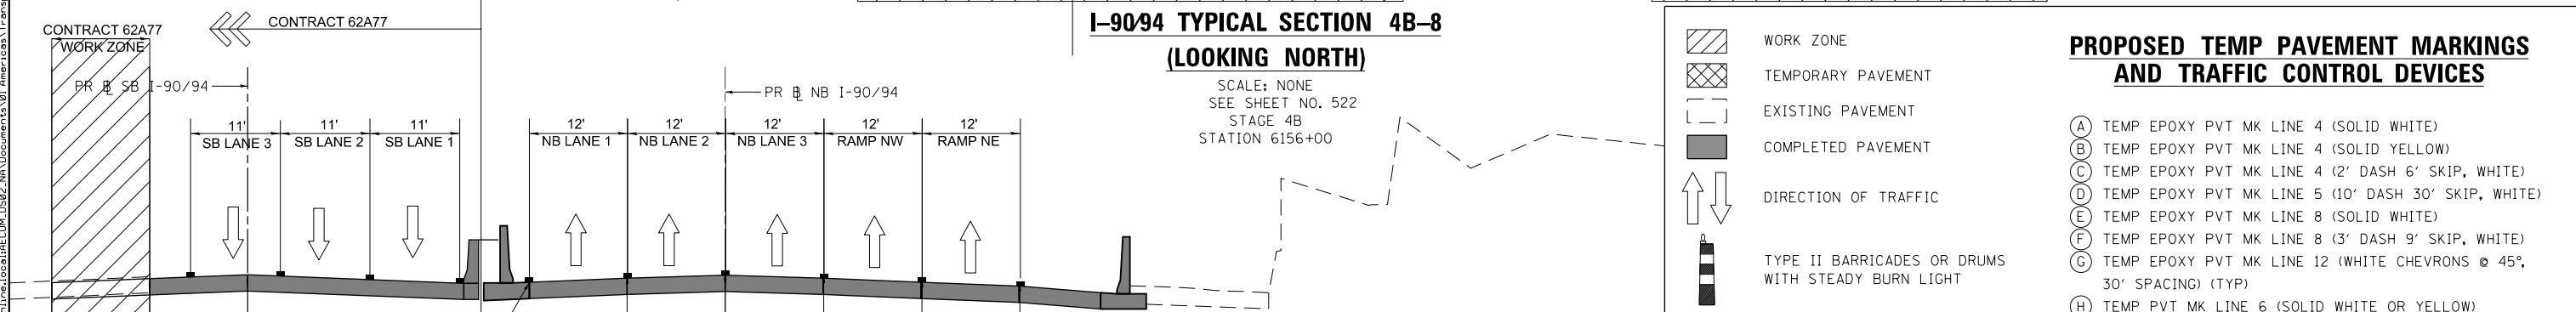 CONTRACT 62A77
WORK ZONE
CONTRACT 62A77
PR ℄ SB I-90/94
PR ℄ NB I-90/94
11'
SB LANE 3
11'
SB LANE 2
11'
SB LANE 1
12'
NB LANE 1
12'
NB LANE 2
12'
NB LANE 3
12'
RAMP NW
12'
RAMP NE
I-90/94 TYPICAL SECTION 4B-8
(LOOKING NORTH)
SCALE: NONE
SEE SHEET NO. 522
STAGE 4B
STATION 6156+00
WORK ZONE
TEMPORARY PAVEMENT
EXISTING PAVEMENT
COMPLETED PAVEMENT
DIRECTION OF TRAFFIC
TYPE II BARRICADES OR DRUMS
WITH STEADY BURN LIGHT
PROPOSED TEMP PAVEMENT MARKINGS
AND TRAFFIC CONTROL DEVICES
A TEMP EPOXY PVT MK LINE 4 (SOLID WHITE)
B TEMP EPOXY PVT MK LINE 4 (SOLID YELLOW)
C TEMP EPOXY PVT MK LINE 4 (2' DASH 6' SKIP, WHITE)
D TEMP EPOXY PVT MK LINE 5 (10' DASH 30' SKIP, WHITE)
E TEMP EPOXY PVT MK LINE 8 (SOLID WHITE)
F TEMP EPOXY PVT MK LINE 8 (3' DASH 9' SKIP, WHITE)
G TEMP EPOXY PVT MK LINE 12 (WHITE CHEVRONS @ 45°,
30' SPACING) (TYP)
H TEMP PVT MK LINE 6 (SOLID WHITE OR YELLOW)